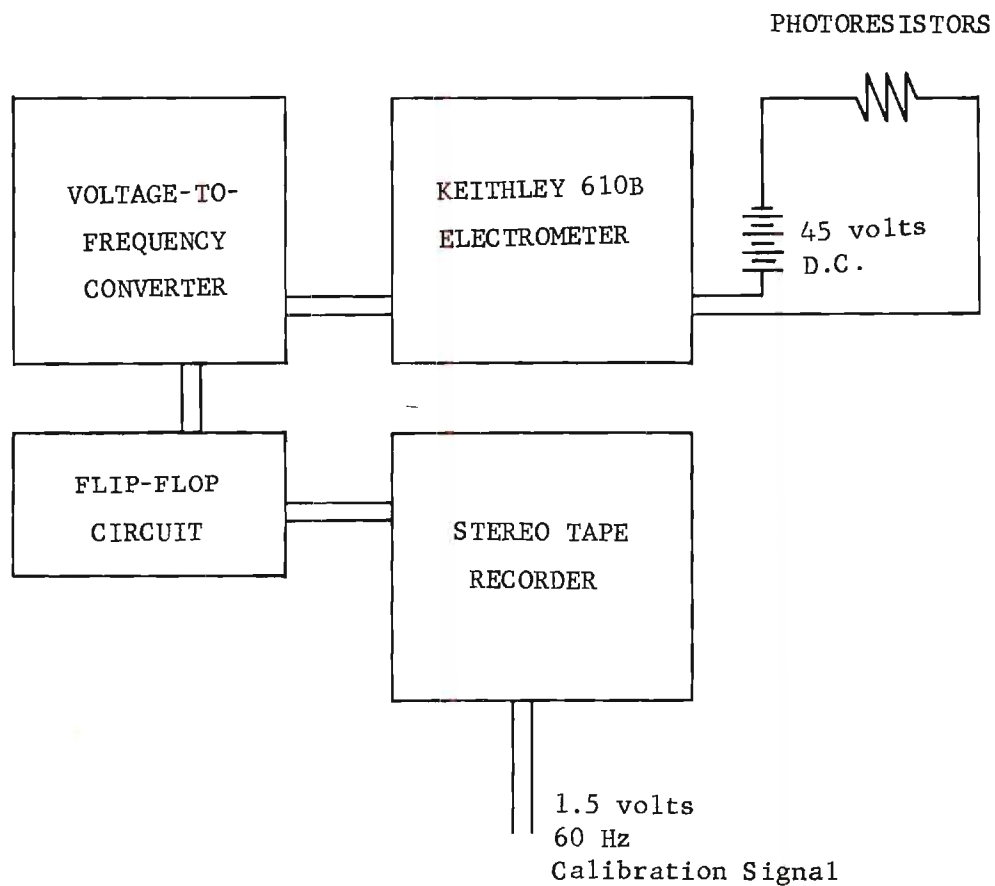 PHOTORESISTORS
VOLTAGE-TO-
FREQUENCY
CONVERTER
KEITHLEY 610B
ELECTROMETER
45 volts
D.C.
FLIP-FLOP
CIRCUIT
STEREO TAPE
RECORDER
1.5 volts
60 Hz
Calibration Signal